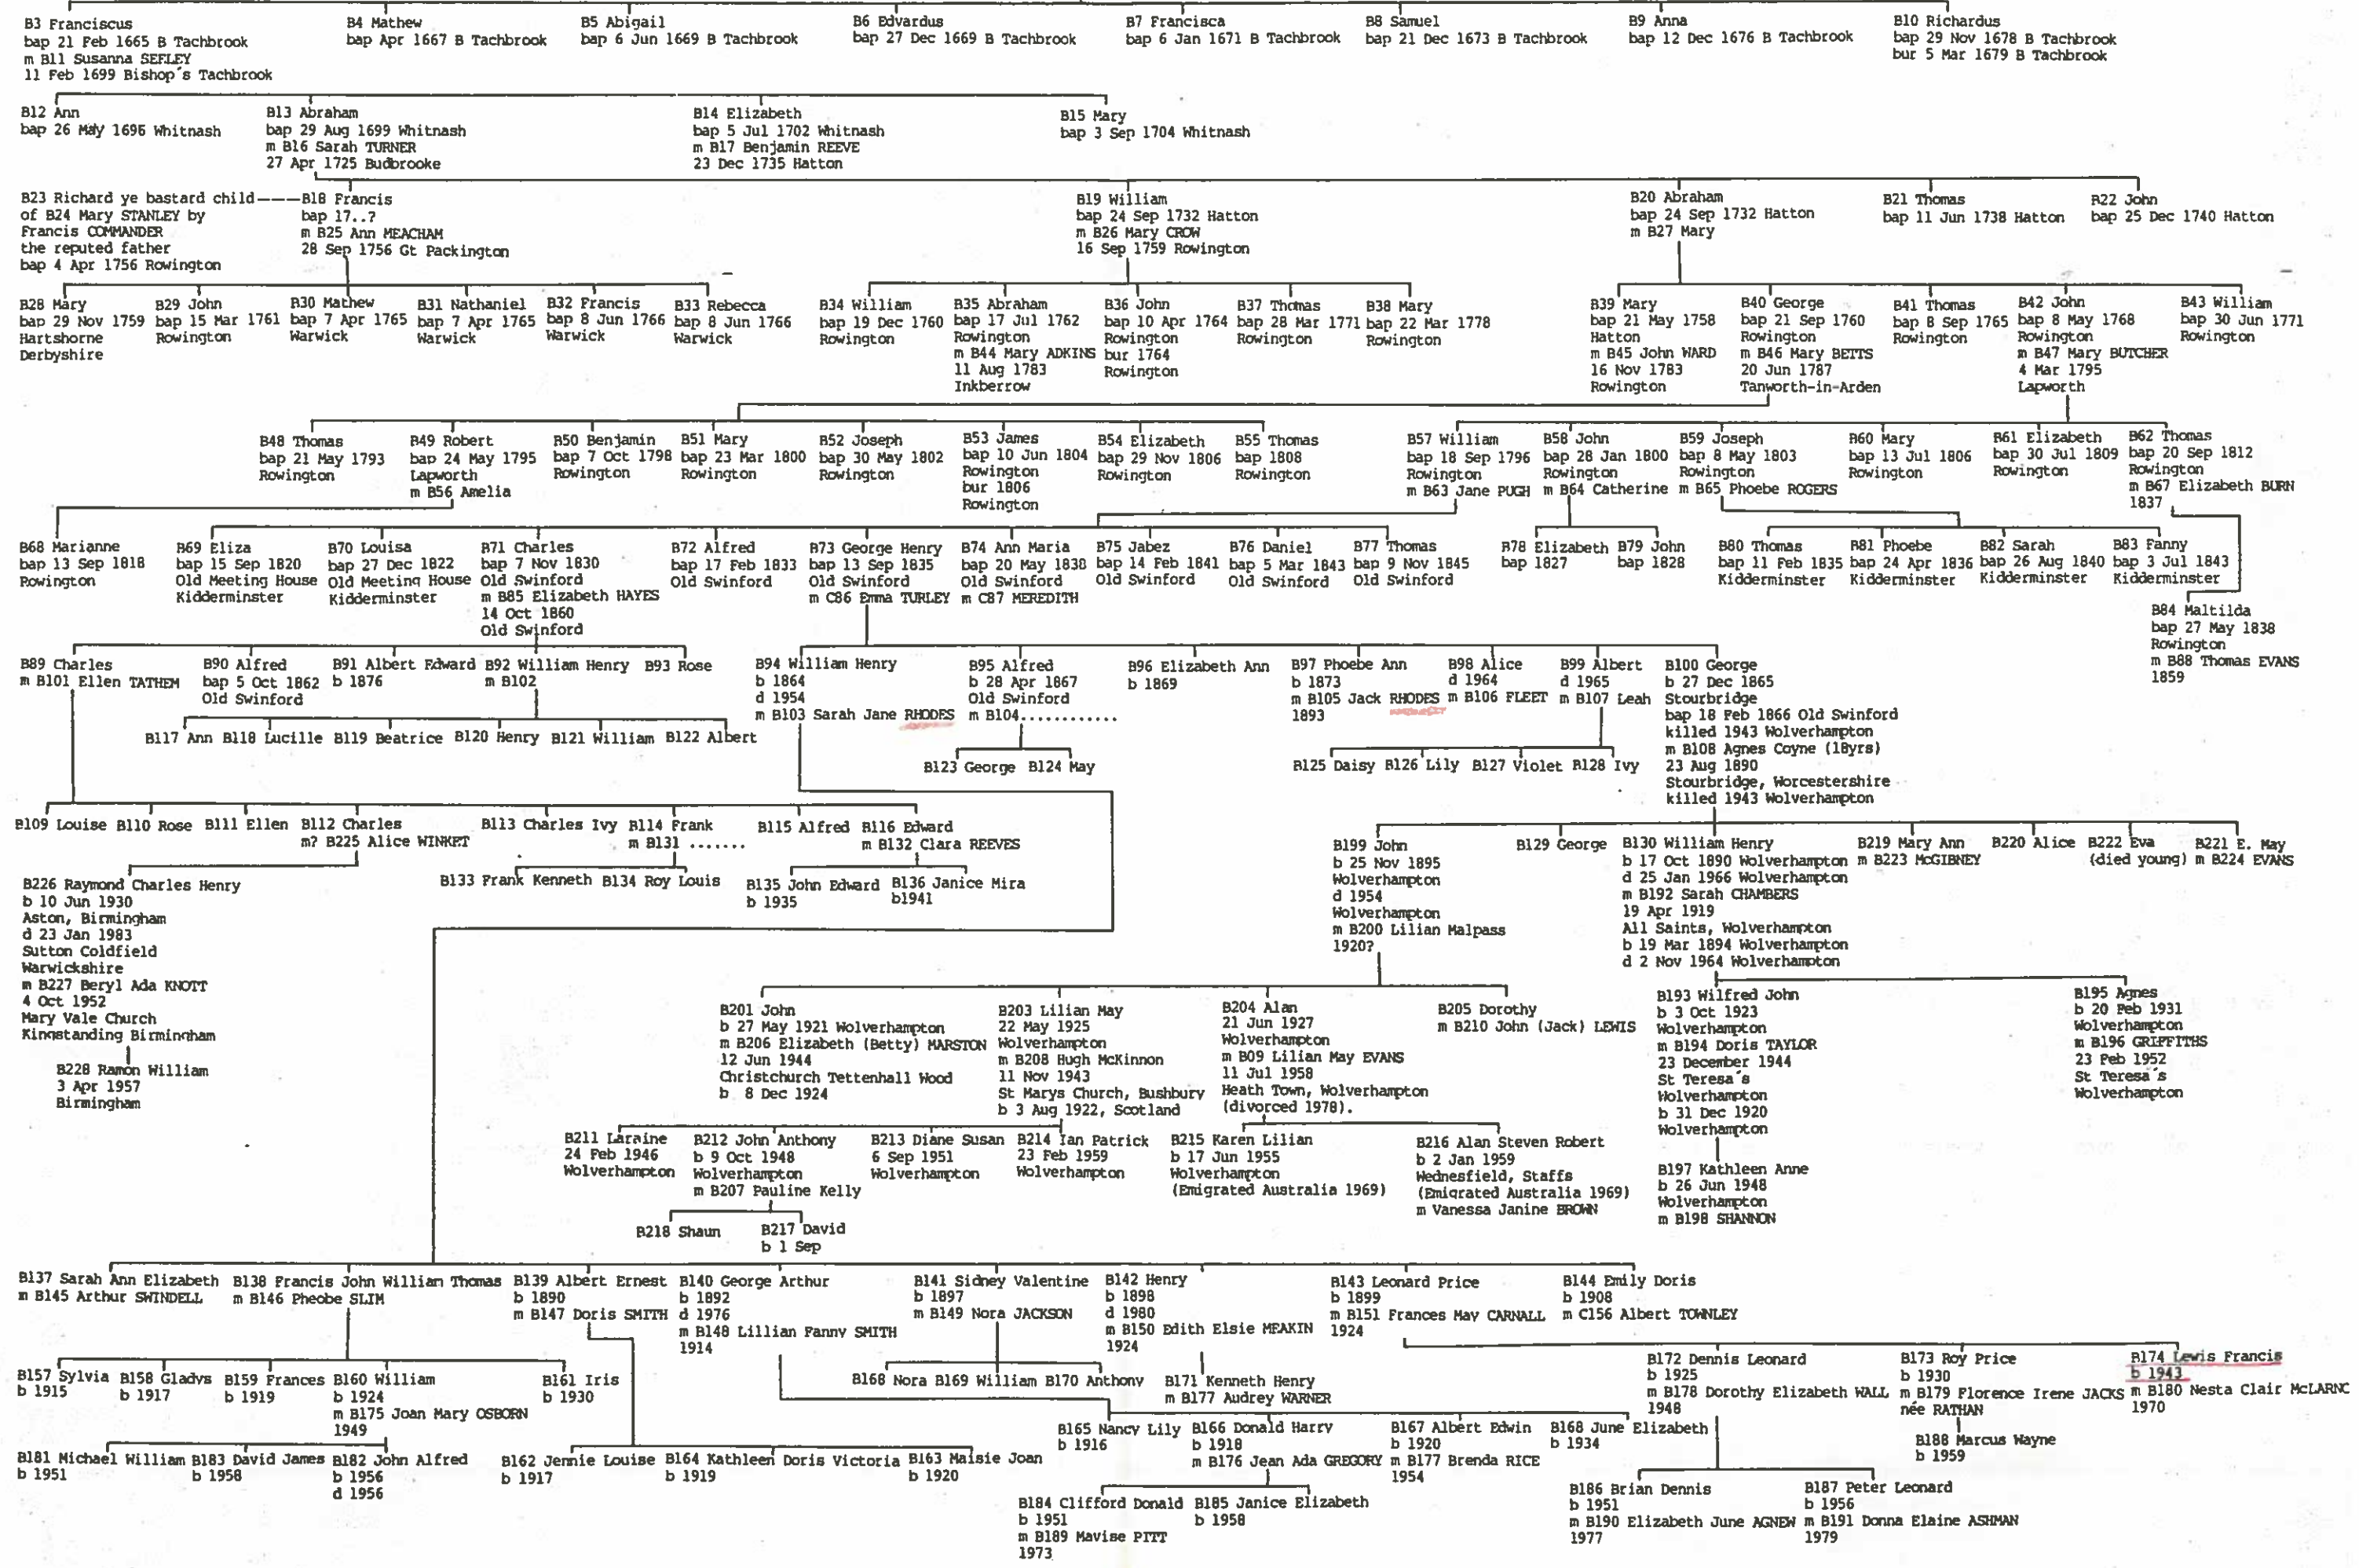 B3 Franciscus
bap 21 Feb 1665 B Tachbrook
m B11 Susanna SEELEY
11 Feb 1699 Bishop's Tachbrook
B4 Mathew
bap Apr 1667 B Tachbrook
B5 Abigail
bap 6 Jun 1669 B Tachbrook
B6 Edvardus
bap 27 Dec 1669 B Tachbrook
B7 Francisca
bap 6 Jan 1671 B Tachbrook
B8 Samuel
bap 21 Dec 1673 B Tachbrook
B9 Anna
bap 12 Dec 1676 B Tachbrook
B10 Richardus
bap 29 Nov 1678 B Tachbrook
bur 5 Mar 1679 B Tachbrook
B12 Ann
bap 26 May 1696 Whitnash
B13 Abraham
bap 29 Aug 1699 Whitnash
m B16 Sarah TURNER
27 Apr 1725 Budbrooke
B14 Elizabeth
bap 5 Jul 1702 Whitnash
m B17 Benjamin REEVE
23 Dec 1735 Hatton
B15 Mary
bap 3 Sep 1704 Whitnash
B23 Richard ye bastard child
of B24 Mary STANLEY by
Francis COMMANDER
the reputed father
bap 4 Apr 1756 Rowington
B18 Francis
bap 17..?
m B25 Ann MEACHAM
28 Sep 1756 Gt Packington
B19 William
bap 24 Sep 1732 Hatton
m B26 Mary CROW
16 Sep 1759 Rowington
B20 Abraham
bap 24 Sep 1732 Hatton
m B27 Mary
B21 Thomas
bap 11 Jun 1738 Hatton
B22 John
bap 25 Dec 1740 Hatton
B28 Mary
bap 29 Nov 1759
Hartshorne
Derbyshire
B29 John
bap 15 Mar 1761
Rowington
B30 Mathew
bap 7 Apr 1765
Warwick
B31 Nathaniel
bap 7 Apr 1765
Warwick
B32 Francis
bap 8 Jun 1766
Warwick
B33 Rebecca
bap 8 Jun 1766
Warwick
B34 William
bap 19 Dec 1760
Rowington
B35 Abraham
bap 17 Jul 1762
Rowington
m B44 Mary ADKINS
11 Aug 1783
Inkberrow
B36 John
bap 10 Apr 1764
Rowington
bur 1764
Rowington
B37 Thomas
bap 28 Mar 1771
Rowington
B38 Mary
bap 22 Mar 1778
Rowington
B39 Mary
bap 21 May 1758
Hatton
m B45 John WARD
16 Nov 1783
Rowington
B40 George
bap 21 Sep 1760
Rowington
m B46 Mary BETTS
20 Jun 1787
Tanworth-in-Arden
B41 Thomas
bap 8 Sep 1765
Rowington
B42 John
bap 8 May 1768
Rowington
m B47 Mary BUTCHER
4 Mar 1795
Lapworth
B43 William
bap 30 Jun 1771
Rowington
B48 Thomas
bap 21 May 1793
Rowington
B49 Robert
bap 24 May 1795
Lapworth
m B56 Amelia
B50 Benjamin
bap 7 Oct 1798
Rowington
B51 Mary
bap 23 Mar 1800
Rowington
B52 Joseph
bap 30 May 1802
Rowington
B53 James
bap 10 Jun 1804
Rowington
bur 1806
Rowington
B54 Elizabeth
bap 29 Nov 1806
Rowington
B55 Thomas
bap 1808
Rowington
B57 William
bap 18 Sep 1796
Rowington
m B63 Jane PUGH
B58 John
bap 28 Jan 1800
Rowington
m B64 Catherine
B59 Joseph
bap 8 May 1803
Rowington
m B65 Phoebe ROGERS
B60 Mary
bap 13 Jul 1806
Rowington
B61 Elizabeth
bap 30 Jul 1809
Rowington
B62 Thomas
bap 20 Sep 1812
Rowington
m B67 Elizabeth BURN
1837
B68 Marianne
bap 13 Sep 1818
Rowington
B69 Eliza
bap 15 Sep 1820
Old Meeting House
Kidderminster
B70 Louisa
bap 27 Dec 1822
Old Meeting House
Kidderminster
B71 Charles
bap 7 Nov 1830
Old Swinford
m B85 Elizabeth HAYES
14 Oct 1860
Old Swinford
B72 Alfred
bap 17 Feb 1833
Old Swinford
B73 George Henry
bap 13 Sep 1835
Old Swinford
m C86 Emma TURLEY
B74 Ann Maria
bap 20 May 1838
Old Swinford
m C87 MEREDITH
B75 Jabez
bap 14 Feb 1841
Old Swinford
B76 Daniel
bap 5 Mar 1843
Old Swinford
B77 Thomas
bap 9 Nov 1845
Old Swinford
B78 Elizabeth
bap 1827
B79 John
bap 1828
B80 Thomas
bap 11 Feb 1835
Kidderminster
B81 Phoebe
bap 24 Apr 1836
Kidderminster
B82 Sarah
bap 26 Aug 1840
Kidderminster
B83 Fanny
bap 3 Jul 1843
Kidderminster
B84 Maltilda
bap 27 May 1838
Rowington
m B88 Thomas EVANS
1859
B89 Charles
m B101 Ellen TATHEM
B90 Alfred
bap 5 Oct 1862
Old Swinford
B91 Albert Edward
b 1876
B92 William Henry
m B102
B93 Rose
B94 William Henry
b 1864
d 1954
m B103 Sarah Jane RHODES
B95 Alfred
b 28 Apr 1867
Old Swinford
m B104............
B96 Elizabeth Ann
b 1869
B97 Phoebe Ann
b 1873
m B105 Jack RHODES
1893
B98 Alice
d 1964
m B106 FLEET
B99 Albert
d 1965
m B107 Leah
B100 George
b 27 Dec 1865
Stourbridge
bap 18 Feb 1866 Old Swinford
killed 1943 Wolverhampton
m B108 Agnes Coyne (18yrs)
23 Aug 1890
Stourbridge, Worcestershire
killed 1943 Wolverhampton
B117 Ann B118 Lucille B119 Beatrice B120 Henry B121 William B122 Albert
B123 George B124 May
B125 Daisy B126 Lily B127 Violet B128 Ivy
B109 Louise B110 Rose B111 Ellen
B112 Charles
m? B225 Alice WINKET
B113 Charles Ivy
B114 Frank
m B131 .......
B115 Alfred
B116 Edward
m B132 Clara REEVES
B133 Frank Kenneth B134 Roy Louis
B135 John Edward
b 1935
B136 Janice Mira
b1941
B199 John
b 25 Nov 1895
Wolverhampton
d 1954
Wolverhampton
m B200 Lilian Malpass
1920?
B129 George
B130 William Henry
b 17 Oct 1890 Wolverhampton
d 25 Jan 1966 Wolverhampton
m B192 Sarah CHAMBERS
19 Apr 1919
All Saints, Wolverhampton
b 19 Mar 1894 Wolverhampton
d 2 Nov 1964 Wolverhampton
B219 Mary Ann
m B223 McGIBNEY
B220 Alice
B222 Eva
(died young)
B221 E. May
m B224 EVANS
B226 Raymond Charles Henry
b 10 Jun 1930
Aston, Birmingham
d 23 Jan 1983
Sutton Coldfield
Warwickshire
m B227 Beryl Ada KNOTT
4 Oct 1952
Mary Vale Church
Kingstanding Birmingham
B228 Ramon William
3 Apr 1957
Birmingham
B201 John
b 27 May 1921 Wolverhampton
m B206 Elizabeth (Betty) MARSTON
12 Jun 1944
Christchurch Tettenhall Wood
b 8 Dec 1924
B203 Lilian May
22 May 1925
Wolverhampton
m B208 Hugh McKinnon
11 Nov 1943
St Marys Church, Bushbury
b 3 Aug 1922, Scotland
B204 Alan
21 Jun 1927
Wolverhampton
m B09 Lilian May EVANS
11 Jul 1958
Heath Town, Wolverhampton
(divorced 1978).
B205 Dorothy
m B210 John (Jack) LEWIS
B193 Wilfred John
b 3 Oct 1923
Wolverhampton
m B194 Doris TAYLOR
23 December 1944
St Teresa's
Wolverhampton
b 31 Dec 1920
Wolverhampton
B195 Agnes
b 20 Feb 1931
Wolverhampton
m B196 GRIFFITHS
23 Feb 1952
St Teresa's
Wolverhampton
B211 Laraine
24 Feb 1946
Wolverhampton
B212 John Anthony
b 9 Oct 1948
Wolverhampton
m B207 Pauline Kelly
B213 Diane Susan
6 Sep 1951
Wolverhampton
B214 Ian Patrick
23 Feb 1959
Wolverhampton
B215 Karen Lilian
b 17 Jun 1955
Wolverhampton
(Emigrated Australia 1969)
B216 Alan Steven Robert
b 2 Jan 1959
Wednesfield, Staffs
(Emigrated Australia 1969)
m Vanessa Janine BROWN
B197 Kathleen Anne
b 26 Jun 1948
Wolverhampton
m B198 SHANNON
B218 Shaun
B217 David
b 1 Sep
B137 Sarah Ann Elizabeth
m B145 Arthur SWINDELL
B138 Francis John William Thomas
m B146 Pheobe SLIM
B139 Albert Ernest
b 1890
m B147 Doris SMITH
B140 George Arthur
b 1892
d 1976
m B148 Lillian Fanny SMITH
1914
B141 Sidney Valentine
b 1897
m B149 Nora JACKSON
B142 Henry
b 1898
d 1980
m B150 Edith Elsie MEAKIN
1924
B143 Leonard Price
b 1899
m B151 Frances May CARNALL
1924
B144 Emily Doris
b 1908
m C156 Albert TOWNLEY
B157 Sylvia
b 1915
B158 Gladys
b 1917
B159 Frances
b 1919
B160 William
b 1924
m B175 Joan Mary OSBORN
1949
B161 Iris
b 1930
B168 Nora B169 William B170 Anthony
B171 Kenneth Henry
m B177 Audrey WARNER
B172 Dennis Leonard
b 1925
m B178 Dorothy Elizabeth WALL
1948
B173 Roy Price
b 1930
m B179 Florence Irene JACKS
née RATHAN
B174 Lewis Francis
b 1943
m B180 Nesta Clair McLARNC
1970
B165 Nancy Lily
b 1916
B166 Donald Harry
b 1918
m B176 Jean Ada GREGORY
B167 Albert Edwin
b 1920
m B177 Brenda RICE
1954
B168 June Elizabeth
b 1934
B188 Marcus Wayne
b 1959
B181 Michael William
b 1951
B183 David James
b 1958
B182 John Alfred
b 1956
d 1956
B162 Jennie Louise
b 1917
B164 Kathleen Doris Victoria
b 1919
B163 Maisie Joan
b 1920
B184 Clifford Donald
b 1951
m B189 Mavise PITT
1973
B185 Janice Elizabeth
b 1958
B186 Brian Dennis
b 1951
m B190 Elizabeth June AGNEW
1977
B187 Peter Leonard
b 1956
m B191 Donna Elaine ASHMAN
1979